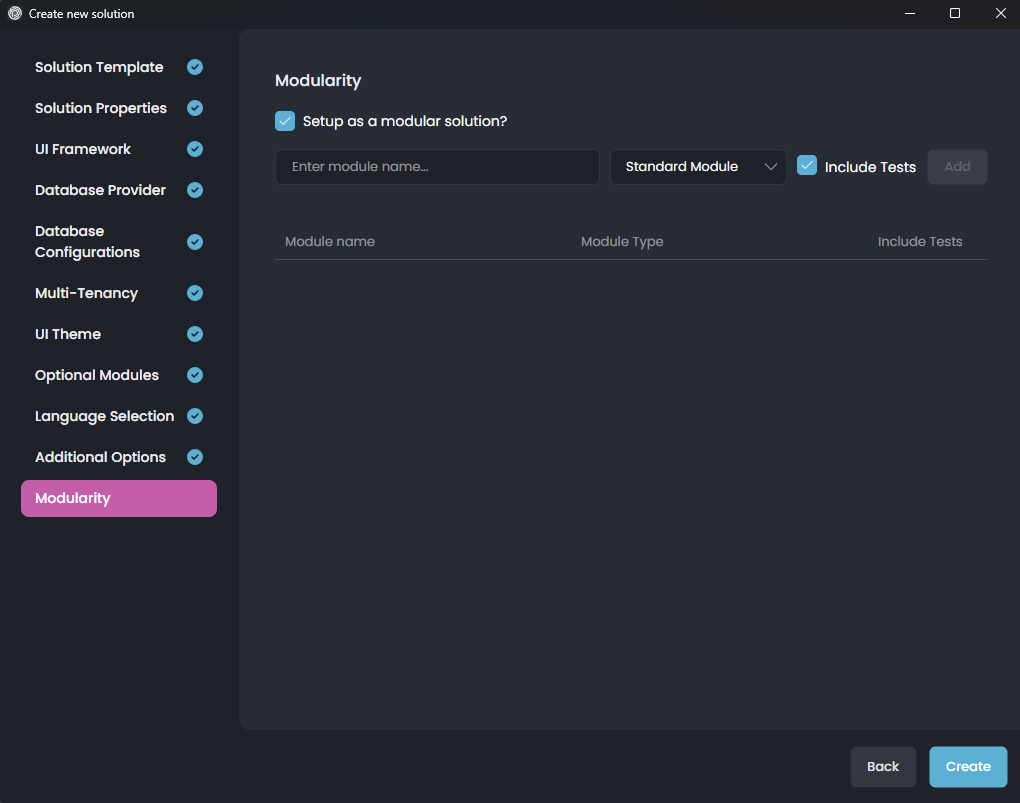 Create new solution
Solution Template
Solution Properties
UI Framework
Database Provider
Database
Configurations
Multi-Tenancy
UI Theme
Optional Modules
Language Selection
Additional Options
Modularity
Modularity
Setup as a modular solution?
Enter module name... Standard Module Include Tests Add
Module name Module Type Include Tests
Back Create